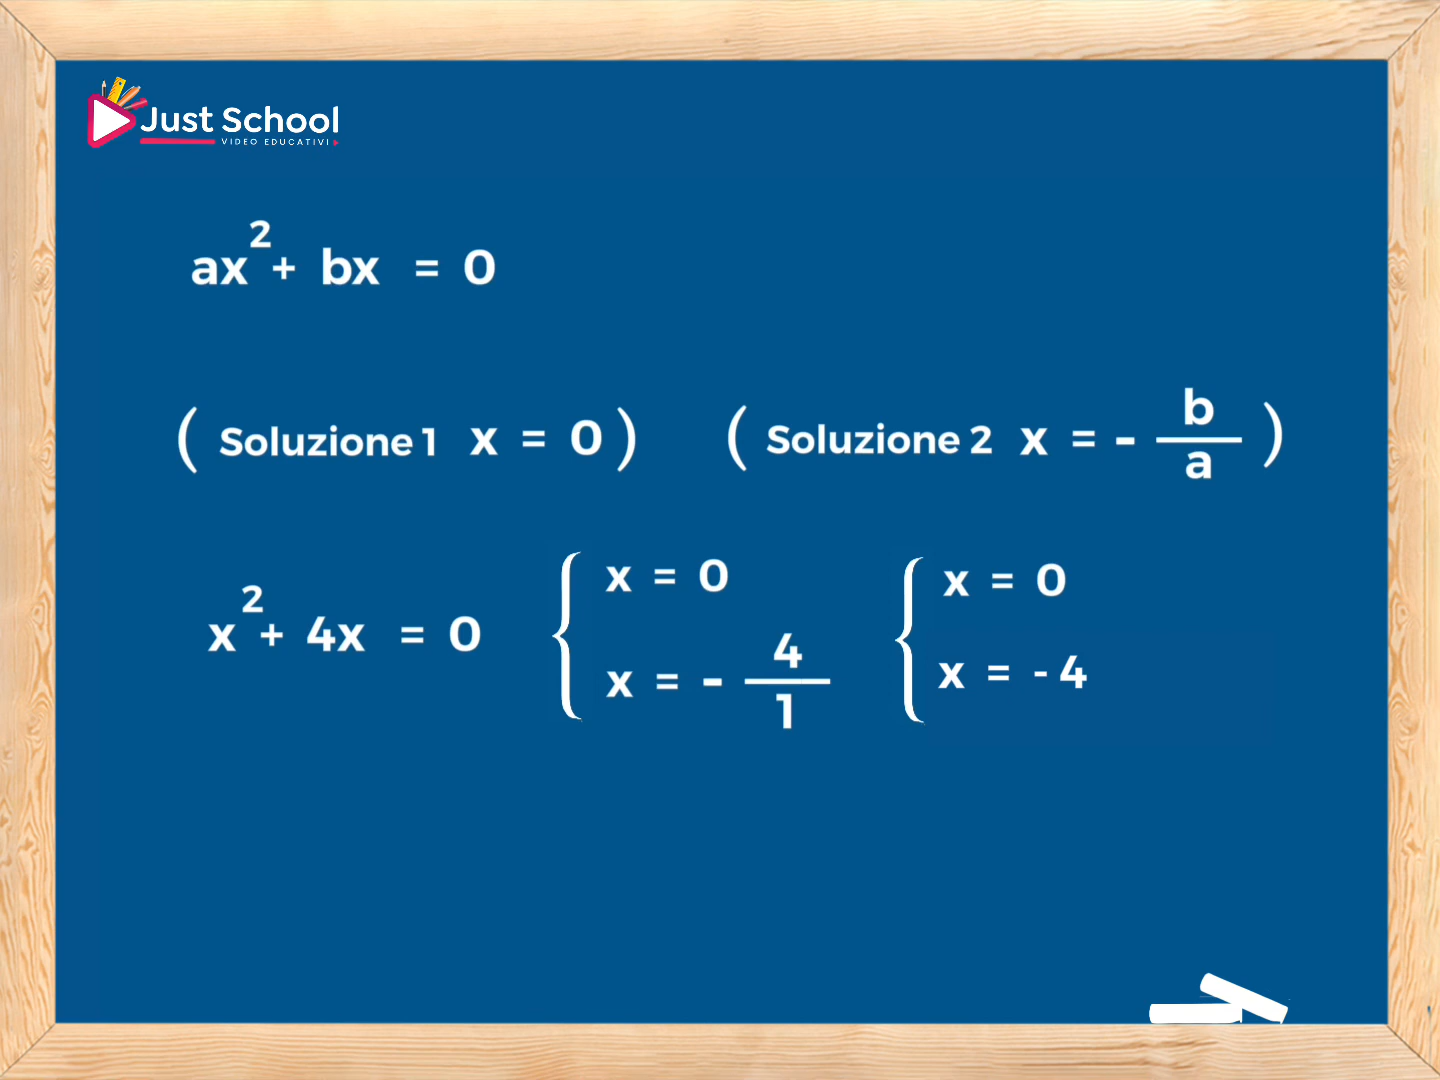 Just School
VIDEO EDUCATIVI
ax² + bx = 0
( Soluzione 1 x = 0 ) ( Soluzione 2 x = - b/a )
x² + 4x = 0 { x = 0 { x = 0
x = - 4/1 x = - 4